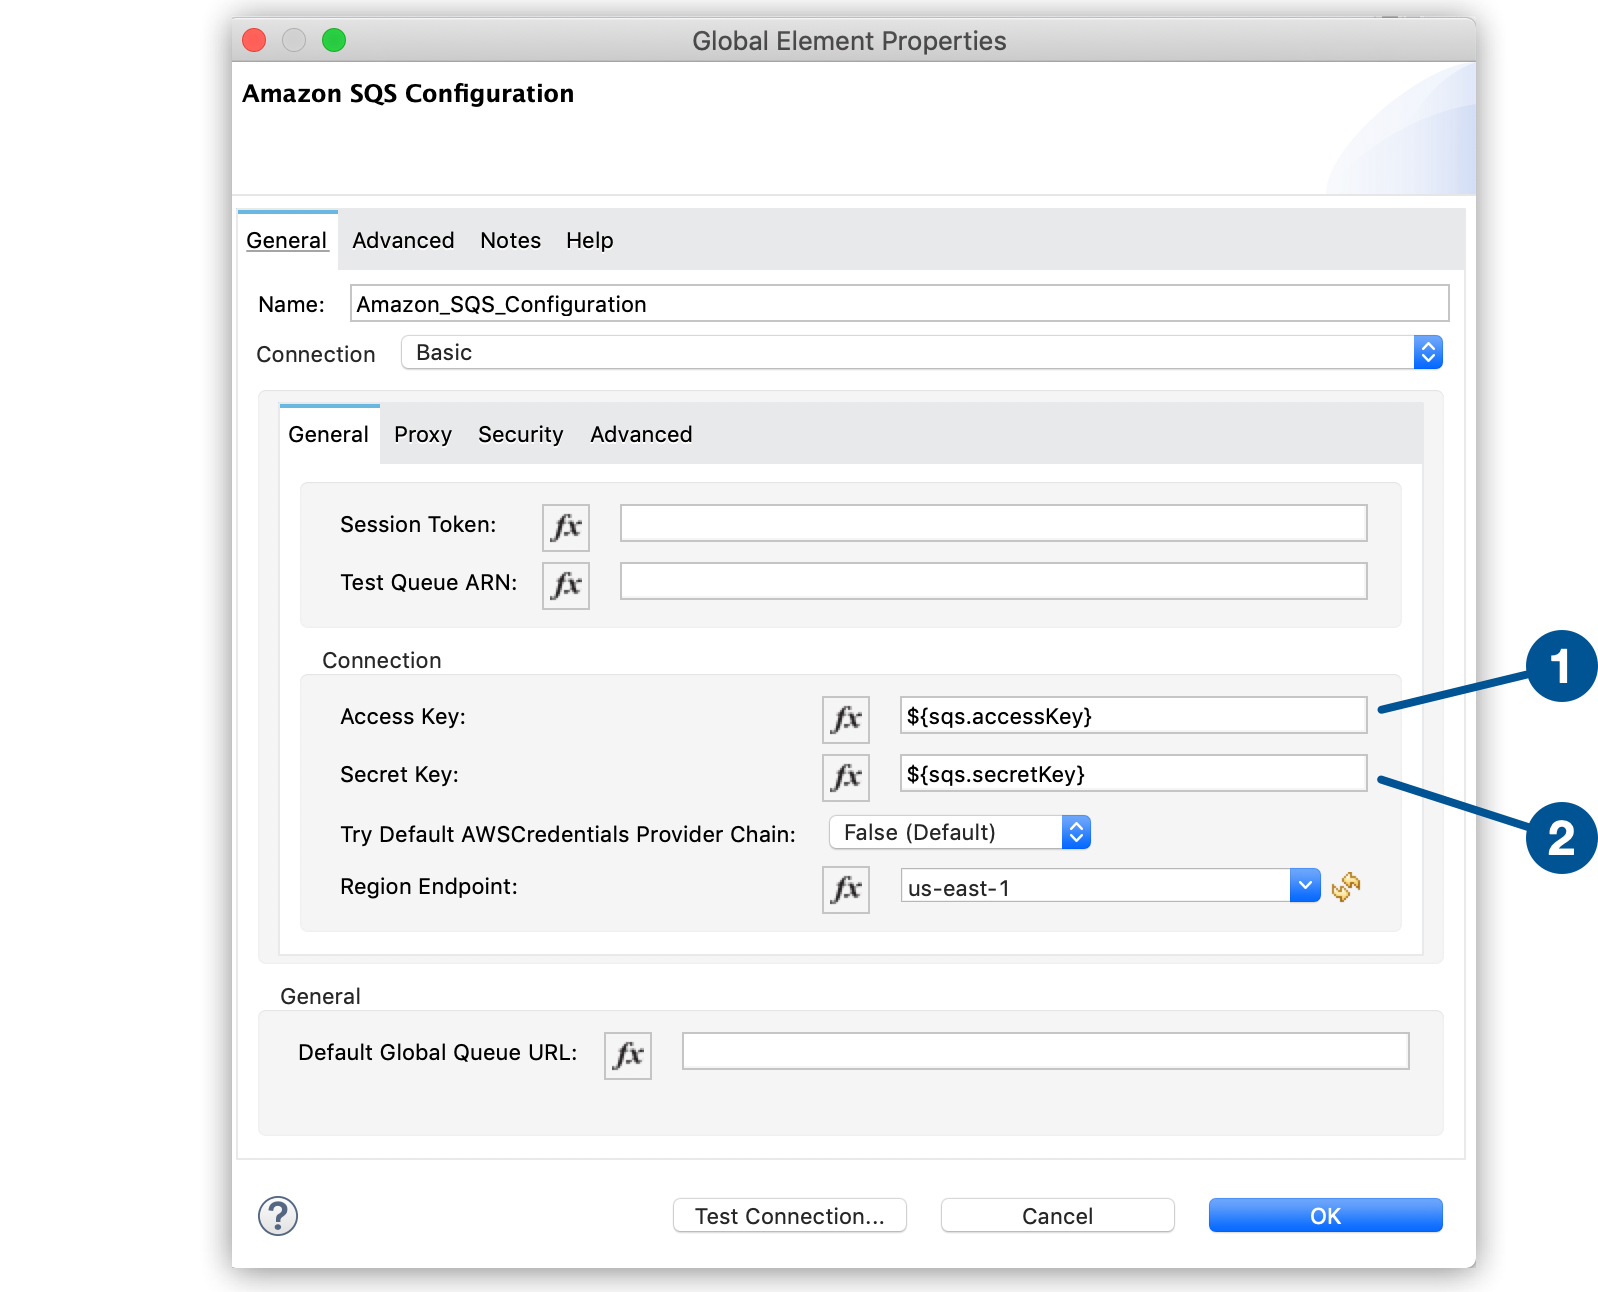 Global Element Properties
Amazon SQS Configuration
General Advanced Notes Help
Name: Amazon_SQS_Configuration
Connection Basic
General Proxy Security Advanced
Session Token: fx
Test Queue ARN: fx
Connection
1
Access Key: fx ${sqs.accessKey}
Secret Key: fx ${sqs.secretKey}
2
Try Default AWSCredentials Provider Chain: False (Default)
Region Endpoint: fx us-east-1
General
Default Global Queue URL: fx
? Test Connection... Cancel OK